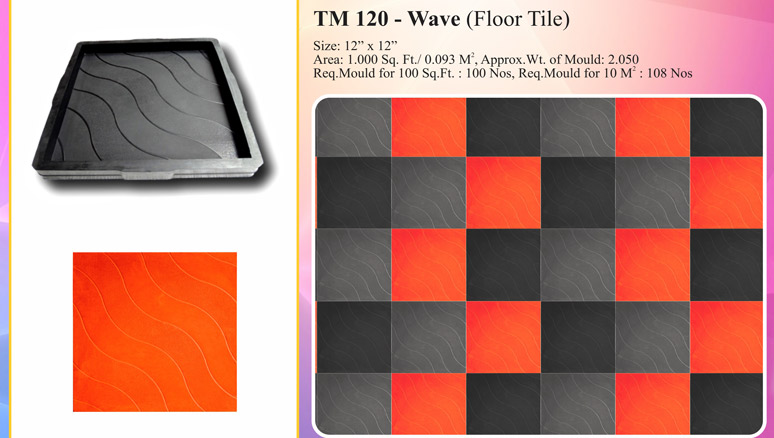 TM 120 - Wave (Floor Tile)
Size: 12” x 12”
Area: 1.000 Sq. Ft./ 0.093 M², Approx.Wt. of Mould: 2.050
Req.Mould for 100 Sq.Ft. : 100 Nos, Req.Mould for 10 M² : 108 Nos